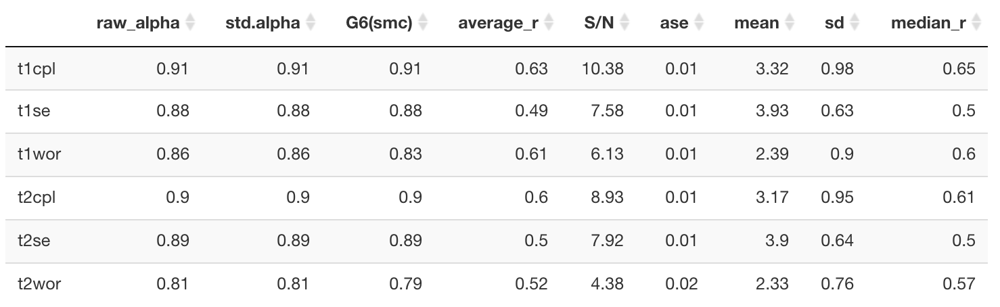 raw_alpha std.alpha G6(smc) average_r S/N ase mean sd median_r
t1cpl 0.91 0.91 0.91 0.63 10.38 0.01 3.32 0.98 0.65
t1se 0.88 0.88 0.88 0.49 7.58 0.01 3.93 0.63 0.5
t1wor 0.86 0.86 0.83 0.61 6.13 0.01 2.39 0.9 0.6
t2cpl 0.9 0.9 0.9 0.6 8.93 0.01 3.17 0.95 0.61
t2se 0.89 0.89 0.89 0.5 7.92 0.01 3.9 0.64 0.5
t2wor 0.81 0.81 0.79 0.52 4.38 0.02 2.33 0.76 0.57